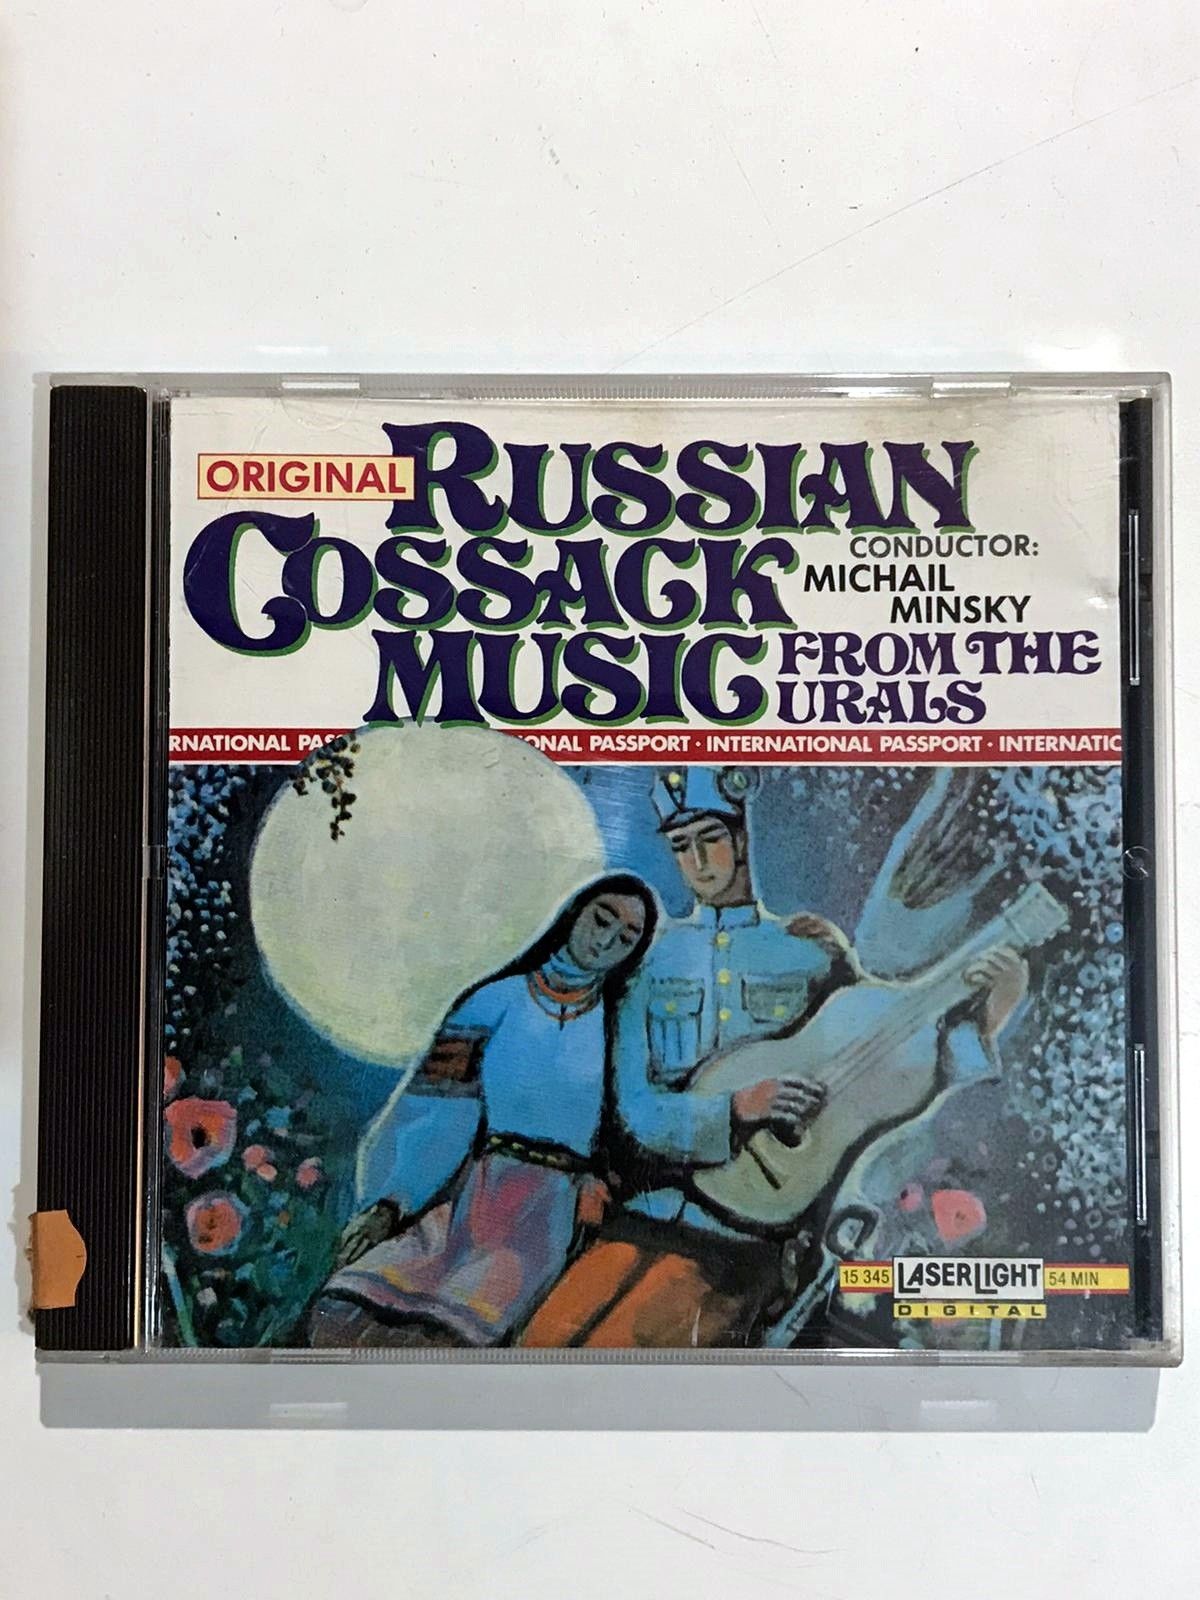 ORIGINAL RUSSIAN
COSSACK
CONDUCTOR:
MICHAIL
MINSKY
MUSIC FROM THE
URALS
RNATIONAL PAS ONAL PASSPORT · INTERNATIONAL PASSPORT · INTERNATIO
15 345 LASERLIGHT 54 MIN
DIGITAL